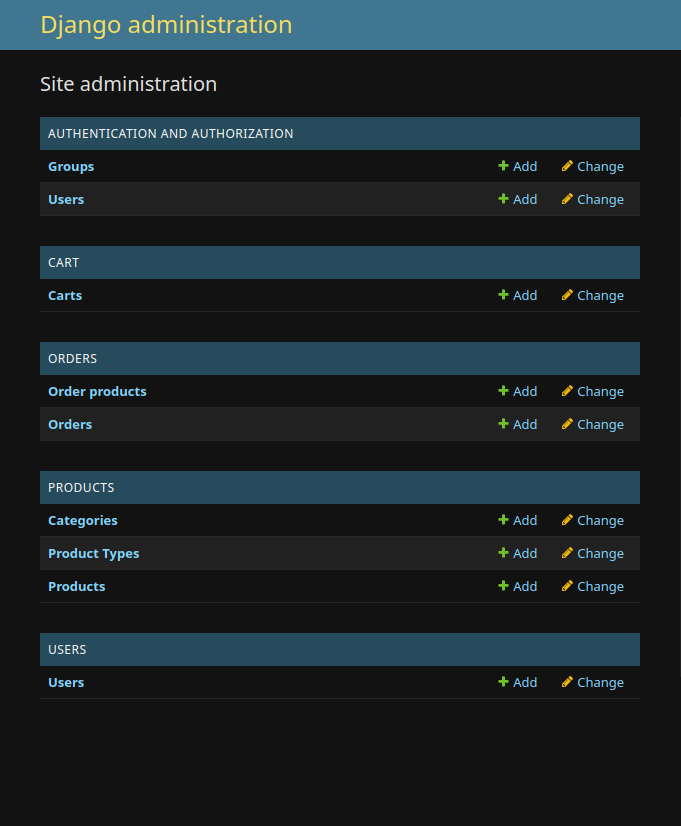 Django administration
Site administration
AUTHENTICATION AND AUTHORIZATION
Groups Add Change
Users Add Change
CART
Carts Add Change
ORDERS
Order products Add Change
Orders Add Change
PRODUCTS
Categories Add Change
Product Types Add Change
Products Add Change
USERS
Users Add Change